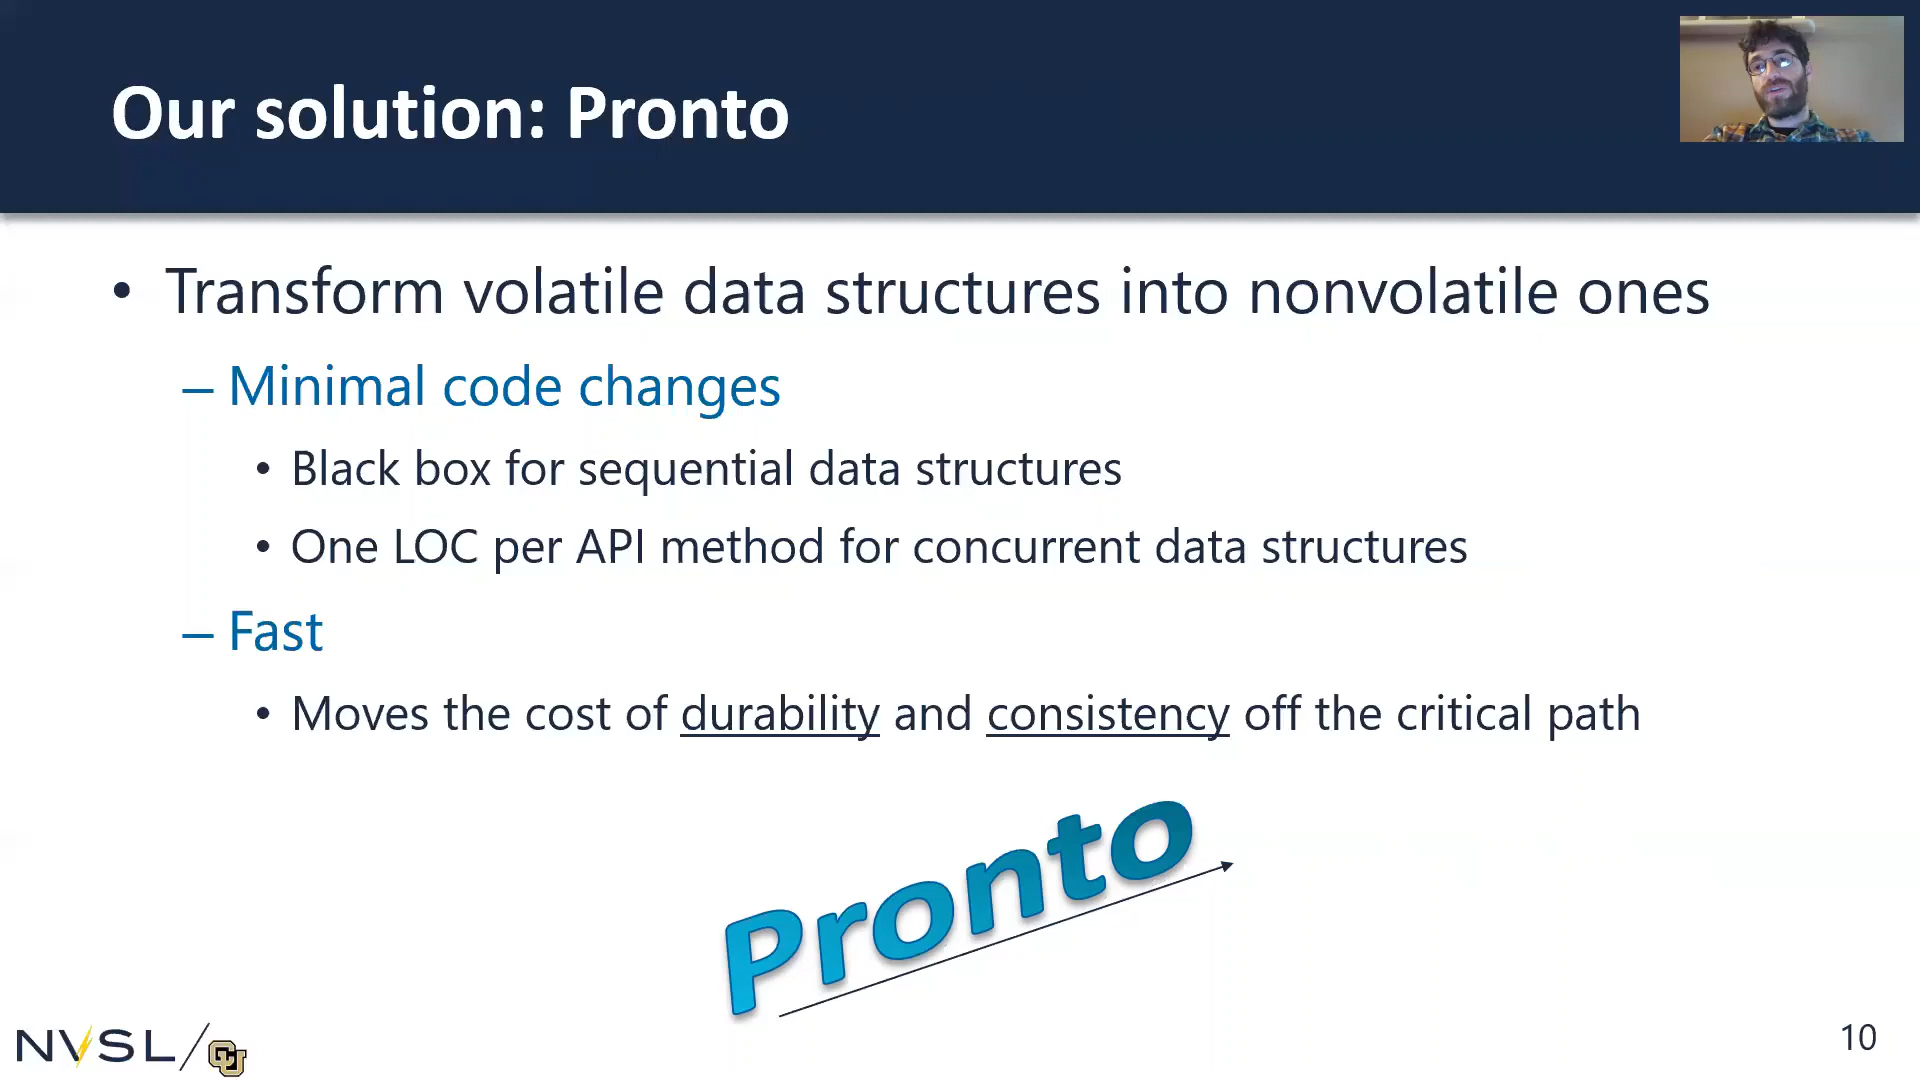 Our solution: Pronto
• Transform volatile data structures into nonvolatile ones
– Minimal code changes
• Black box for sequential data structures
• One LOC per API method for concurrent data structures
– Fast
• Moves the cost of durability and consistency off the critical path
Pronto
NVSL/CU
10